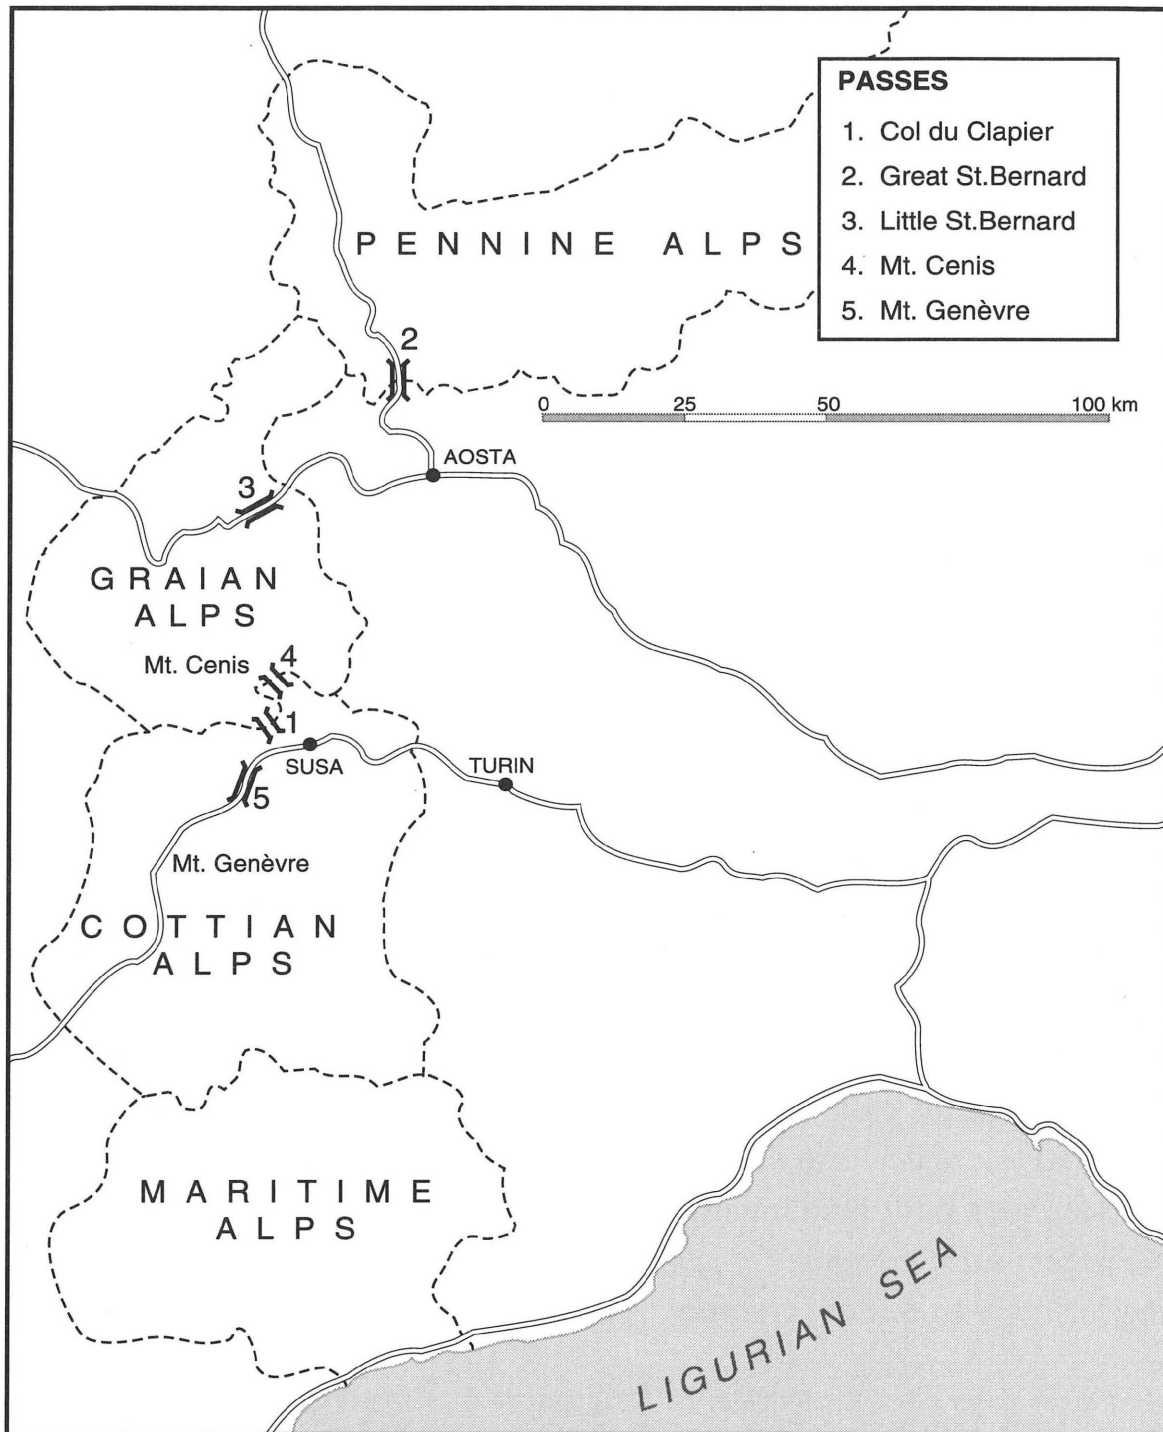 PASSES
1. Col du Clapier
2. Great St.Bernard
3. Little St.Bernard
4. Mt. Cenis
5. Mt. Genèvre
PENNINE ALPS
2
0 25 50 100 km
AOSTA
3
GRAIAN
ALPS
Mt. Cenis 4
1
SUSA
TURIN
5
Mt. Genèvre
COTTIAN
ALPS
MARITIME
ALPS
LIGURIAN SEA